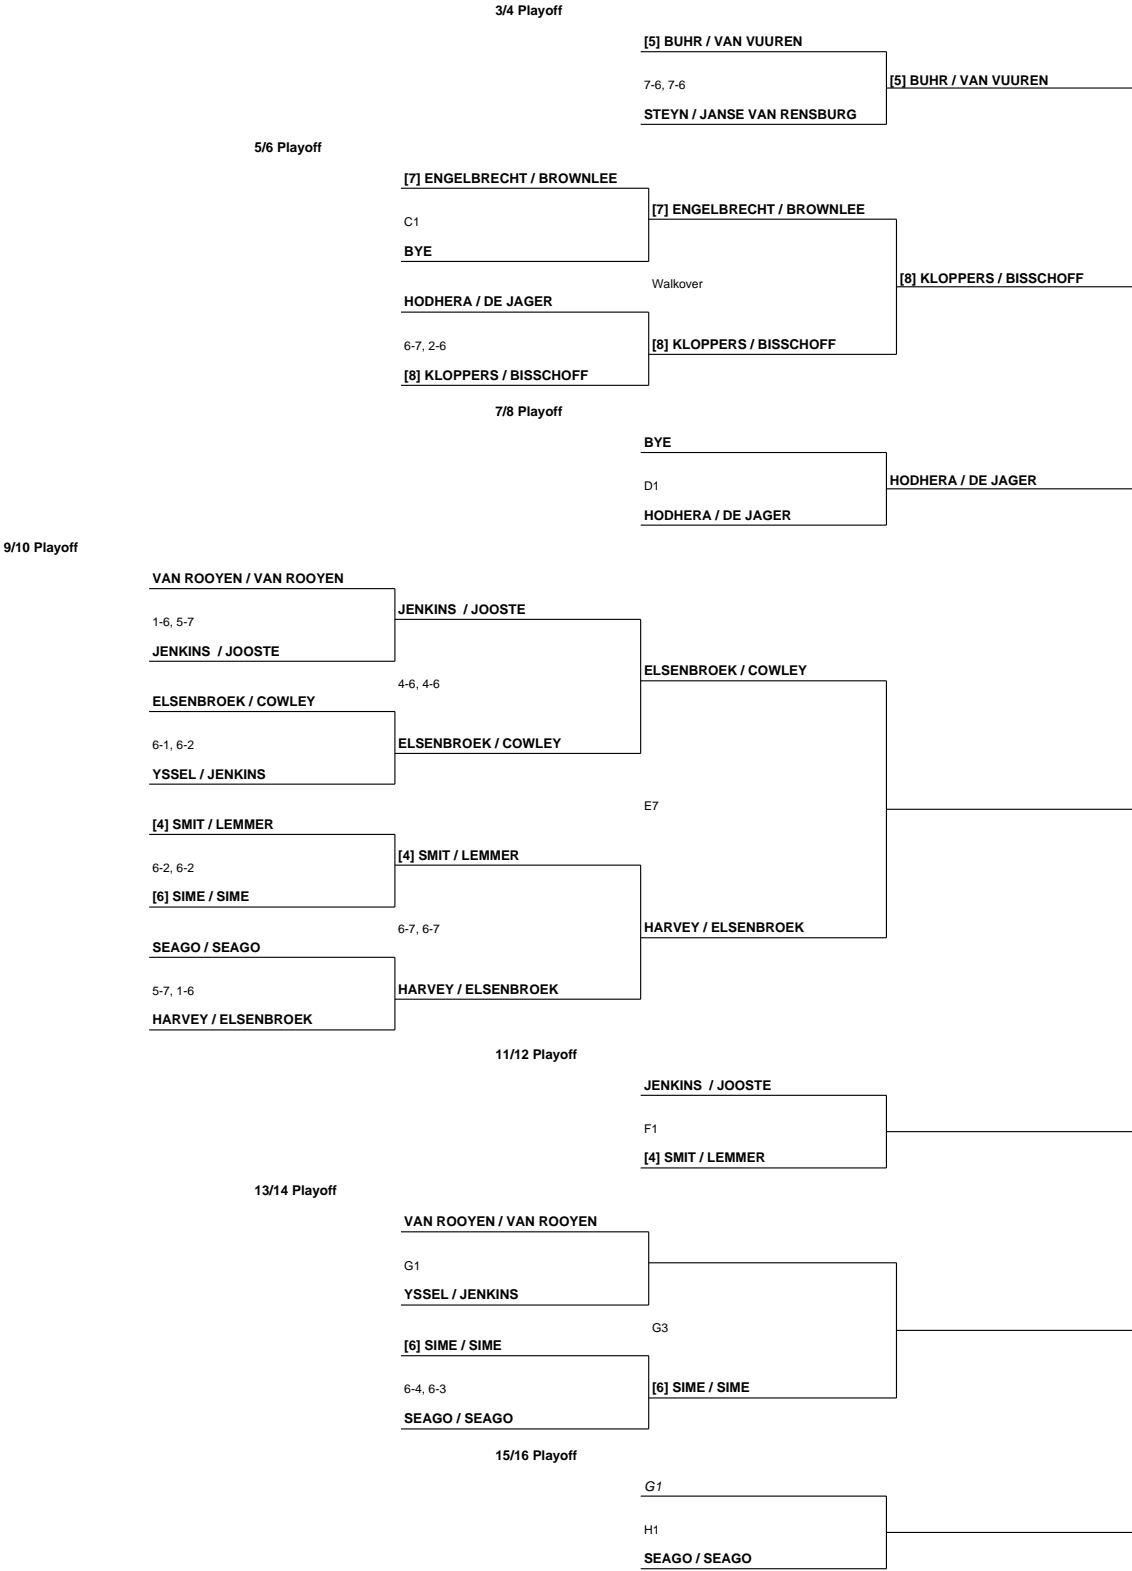 3/4 Playoff
[5] BUHR / VAN VUUREN
7-6, 7-6
[5] BUHR / VAN VUUREN
STEYN / JANSE VAN RENSBURG
5/6 Playoff
[7] ENGELBRECHT / BROWNLEE
[7] ENGELBRECHT / BROWNLEE
C1
BYE
Walkover
[8] KLOPPERS / BISSCHOFF
HODHERA / DE JAGER
6-7, 2-6
[8] KLOPPERS / BISSCHOFF
[8] KLOPPERS / BISSCHOFF
7/8 Playoff
BYE
D1
HODHERA / DE JAGER
HODHERA / DE JAGER
9/10 Playoff
VAN ROOYEN / VAN ROOYEN
JENKINS / JOOSTE
1-6, 5-7
JENKINS / JOOSTE
ELSENBROEK / COWLEY
4-6, 4-6
ELSENBROEK / COWLEY
6-1, 6-2
ELSENBROEK / COWLEY
YSSEL / JENKINS
E7
[4] SMIT / LEMMER
[4] SMIT / LEMMER
6-2, 6-2
[6] SIME / SIME
6-7, 6-7
HARVEY / ELSENBROEK
SEAGO / SEAGO
5-7, 1-6
HARVEY / ELSENBROEK
HARVEY / ELSENBROEK
11/12 Playoff
JENKINS / JOOSTE
F1
[4] SMIT / LEMMER
13/14 Playoff
VAN ROOYEN / VAN ROOYEN
G1
YSSEL / JENKINS
G3
[6] SIME / SIME
6-4, 6-3
[6] SIME / SIME
SEAGO / SEAGO
15/16 Playoff
G1
H1
SEAGO / SEAGO